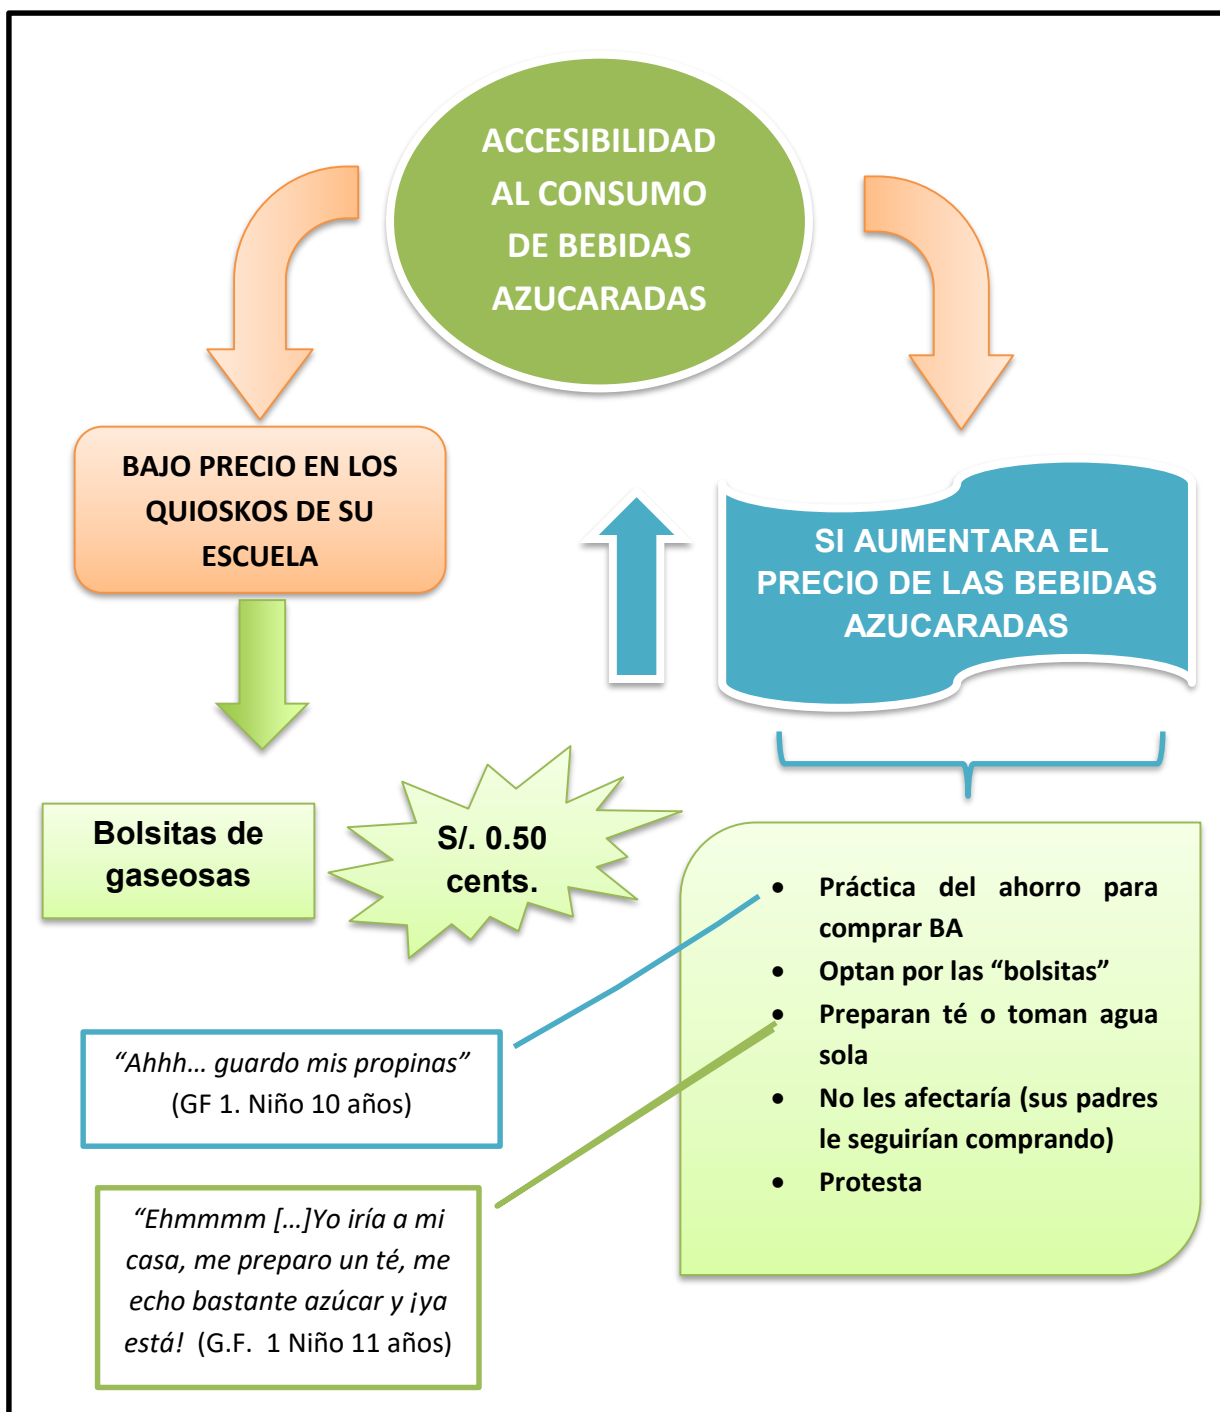 ACCESIBILIDAD
AL CONSUMO
DE BEBIDAS
AZUCARADAS
BAJO PRECIO EN LOS
QUIOSKOS DE SU
ESCUELA
SI AUMENTARA EL
PRECIO DE LAS BEBIDAS
AZUCARADAS
Bolsitas de
gaseosas
S/. 0.50
cents.
• Práctica del ahorro para
comprar BA
• Optan por las “bolsitas”
• Preparan té o toman agua
sola
• No les afectaría (sus padres
le seguirían comprando)
• Protesta
“Ahhh… guardo mis propinas”
(GF 1. Niño 10 años)
“Ehmmmm […]Yo iría a mi
casa, me preparo un té, me
echo bastante azúcar y ¡ya
está! (G.F. 1 Niño 11 años)